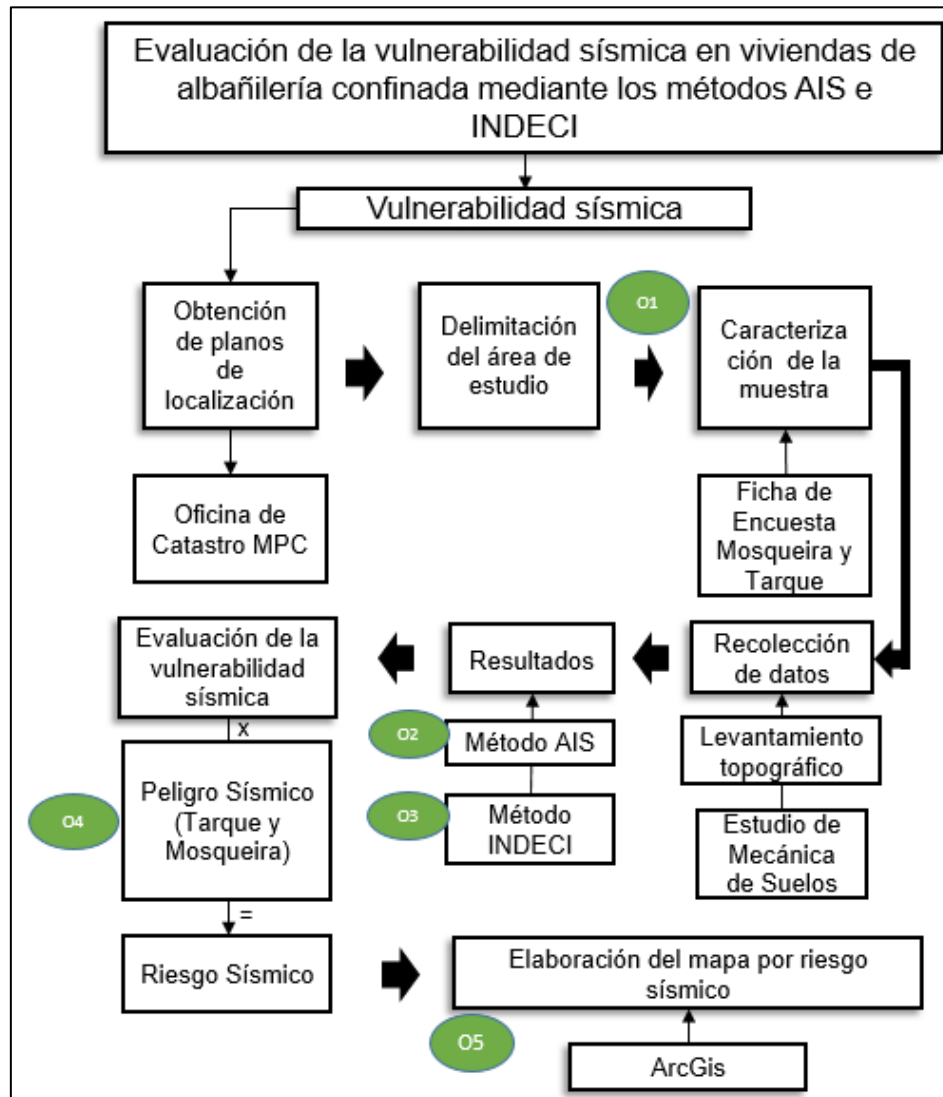 Evaluación de la vulnerabilidad sísmica en viviendas de
albañilería confinada mediante los métodos AIS e
INDECI
Vulnerabilidad sísmica
Obtención
de planos
de
localización
Delimitación
del área de
estudio
O1
Caracteriza
ción de la
muestra
Oficina de
Catastro MPC
Ficha de
Encuesta
Mosqueira y
Tarque
Evaluación de la
vulnerabilidad
sísmica
Resultados
Recolección
de datos
x
O2
Método AIS
Levantamiento
topográfico
O4
Peligro Sísmico
(Tarque y
Mosqueira)
O3
Método
INDECI
Estudio de
Mecánica
de Suelos
=
Riesgo Sísmico
Elaboración del mapa por riesgo
sísmico
O5
ArcGis